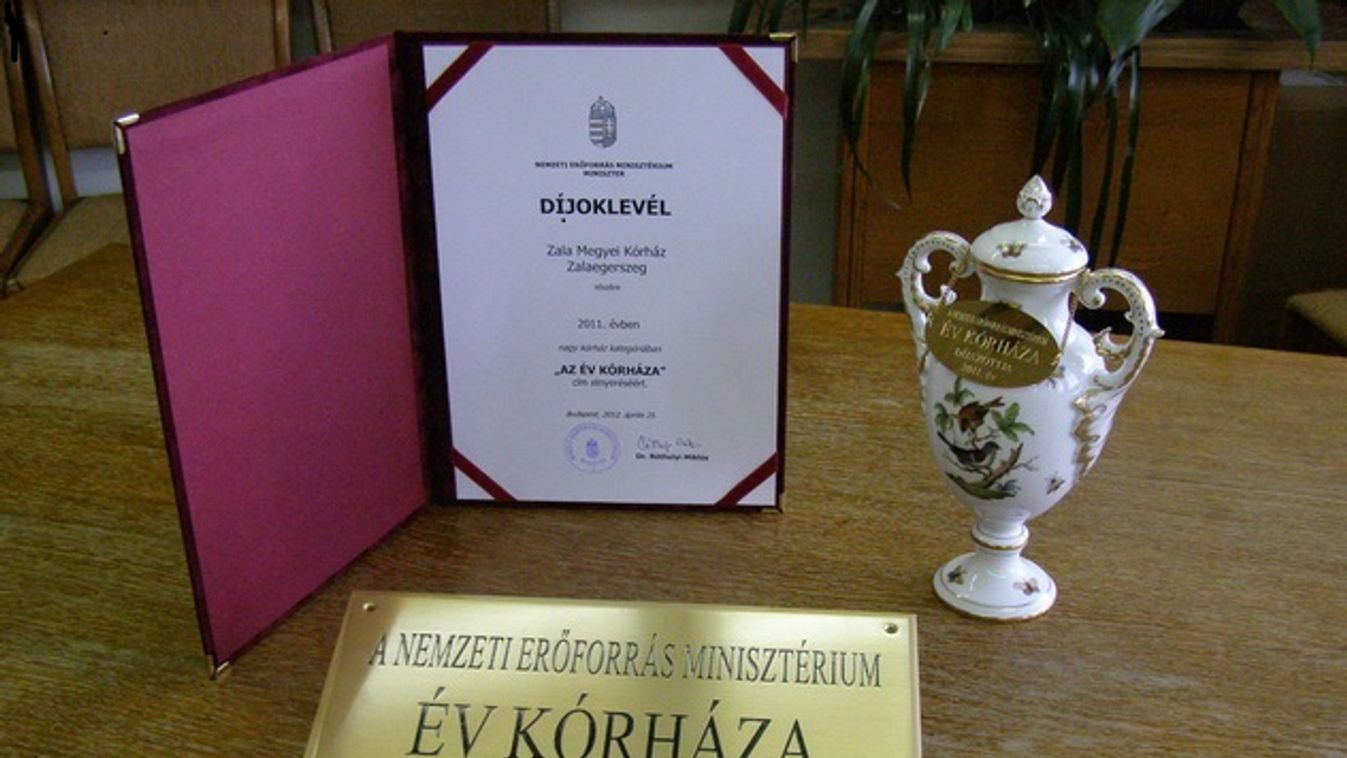 NEMZETI ERŐFORRÁS MINISZTÉRIUM
MINISZTER
DÍJOKLEVÉL
Zala Megyei Kórház
Zalaegerszeg
részére
2011. évben
nagy kórház kategóriában
„AZ ÉV KÓRHÁZA"
cím elnyeréséért.
Budapest, 2012. április 25.
Dr. Réthelyi Miklós
ÉV KÓRHÁZA
2011. év
A NEMZETI ERŐFORRÁS MINISZTÉRIUM
ÉV KÓRHÁZA